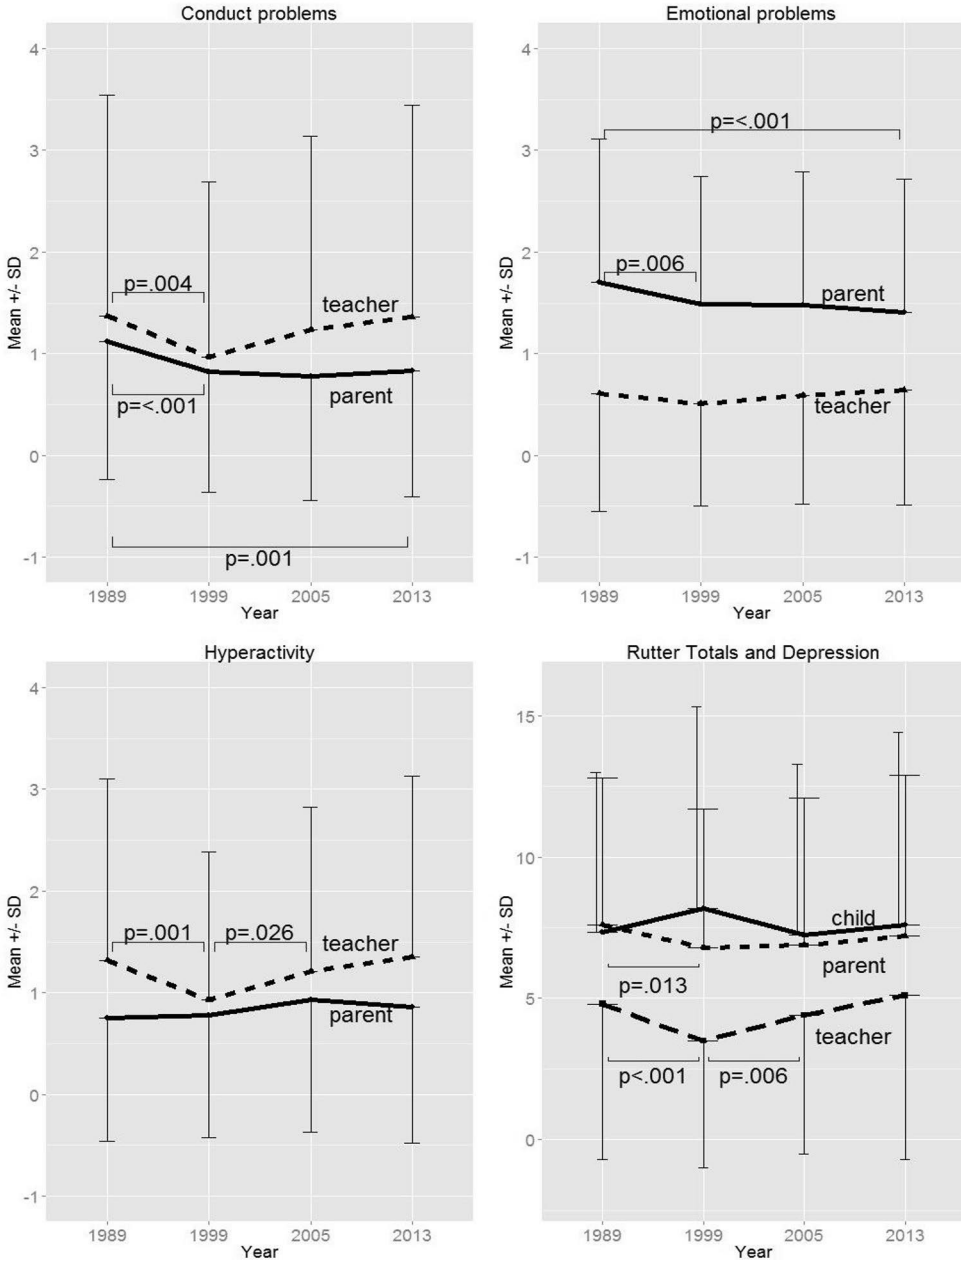 Conduct problems
4
3
2
1
0
-1
Mean +/- SD
p=.004
teacher
p=<.001
parent
p=.001
1989 1999 2005 2013
Year
Emotional problems
4
3
2
1
0
-1
Mean +/- SD
p=<.001
p=.006
parent
teacher
1989 1999 2005 2013
Year
Hyperactivity
4
3
2
1
0
-1
Mean +/- SD
p=.001 p=.026
teacher
parent
1989 1999 2005 2013
Year
Rutter Totals and Depression
15
10
5
0
Mean +/- SD
child
parent
p=.013
teacher
p<.001 p=.006
1989 1999 2005 2013
Year